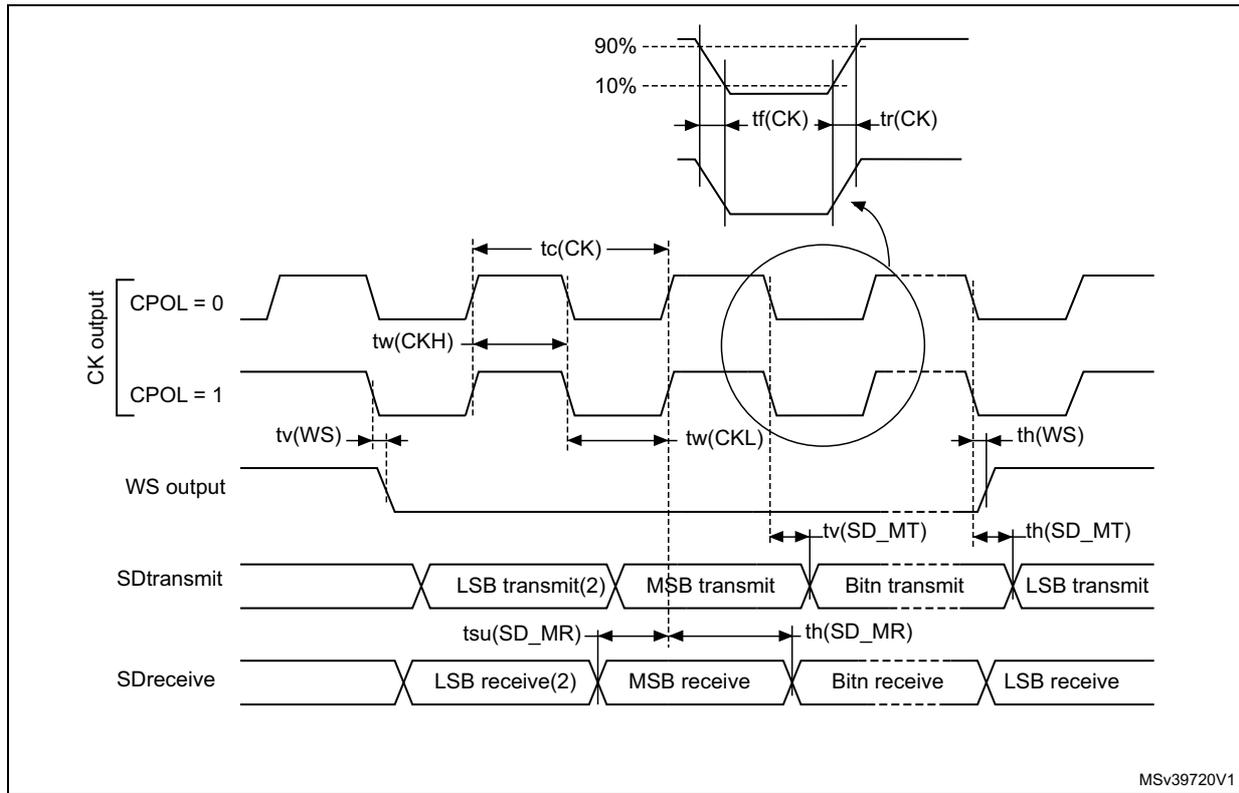 90%
10%
tf(CK)
tr(CK)
tc(CK)
CK output
CPOL = 0
tw(CKH)
CPOL = 1
tv(WS)
tw(CKL)
th(WS)
WS output
tv(SD_MT)
th(SD_MT)
SDtransmit
LSB transmit(2)
MSB transmit
Bitn transmit
LSB transmit
tsu(SD_MR)
th(SD_MR)
SDreceive
LSB receive(2)
MSB receive
Bitn receive
LSB receive
MSv39720V1